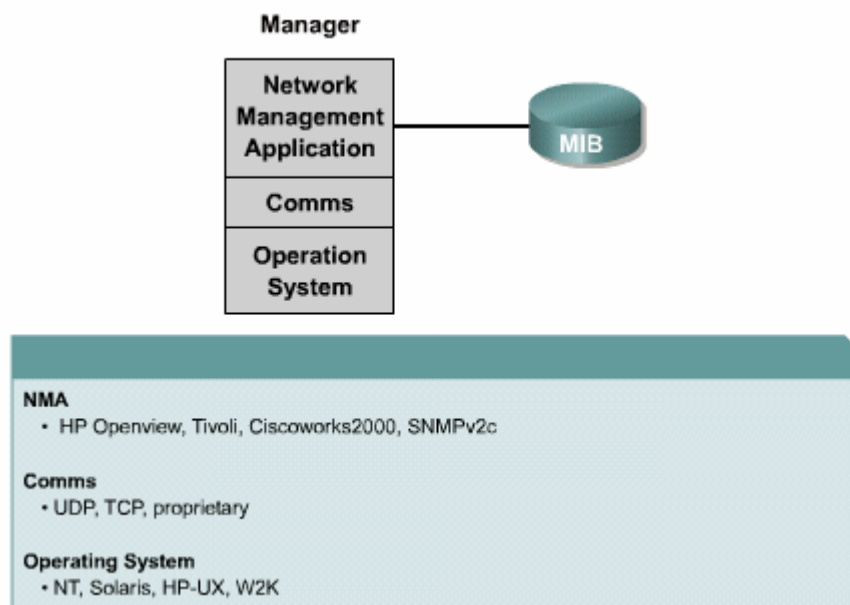 Manager
Network
Management
Application
MIB
Comms
Operation
System
NMA
• HP Openview, Tivoli, Ciscoworks2000, SNMPv2c
Comms
• UDP, TCP, proprietary
Operating System
• NT, Solaris, HP-UX, W2K